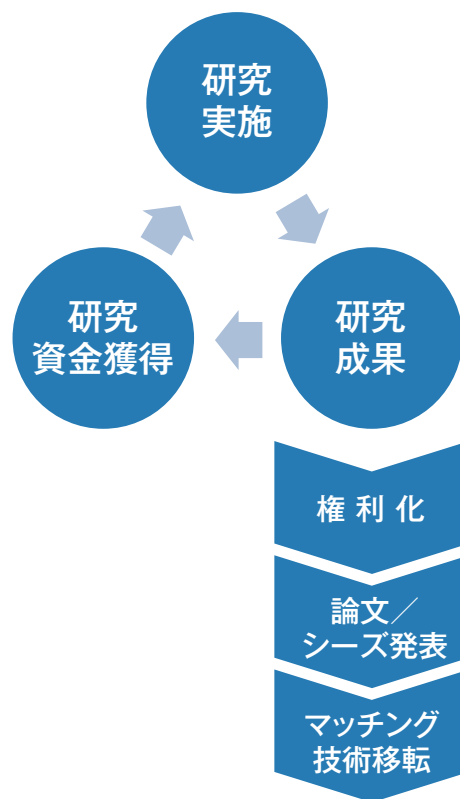 研究
実施
研究
資金獲得
研究
成果
権利化
論文／
シーズ発表
マッチング
技術移転